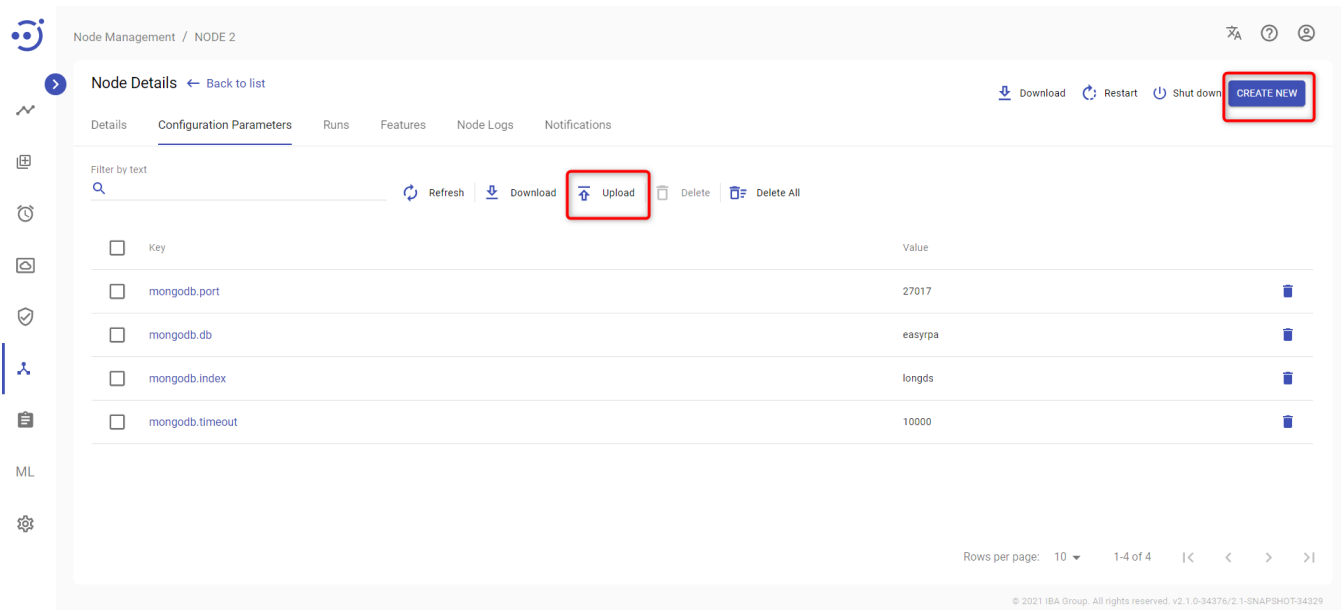 Node Management / NODE 2
Node Details ← Back to list
Download Restart Shut down CREATE NEW
Details Configuration Parameters Runs Features Node Logs Notifications
Filter by text
Refresh Download Upload Delete Delete All
Key Value
mongodb.port 27017
mongodb.db easyrpa
mongodb.index longds
mongodb.timeout 10000
ML
Rows per page: 10 1-4 of 4
© 2021 IBA Group. All rights reserved. v2.1.0-34376/2.1-SNAPSHOT-34329